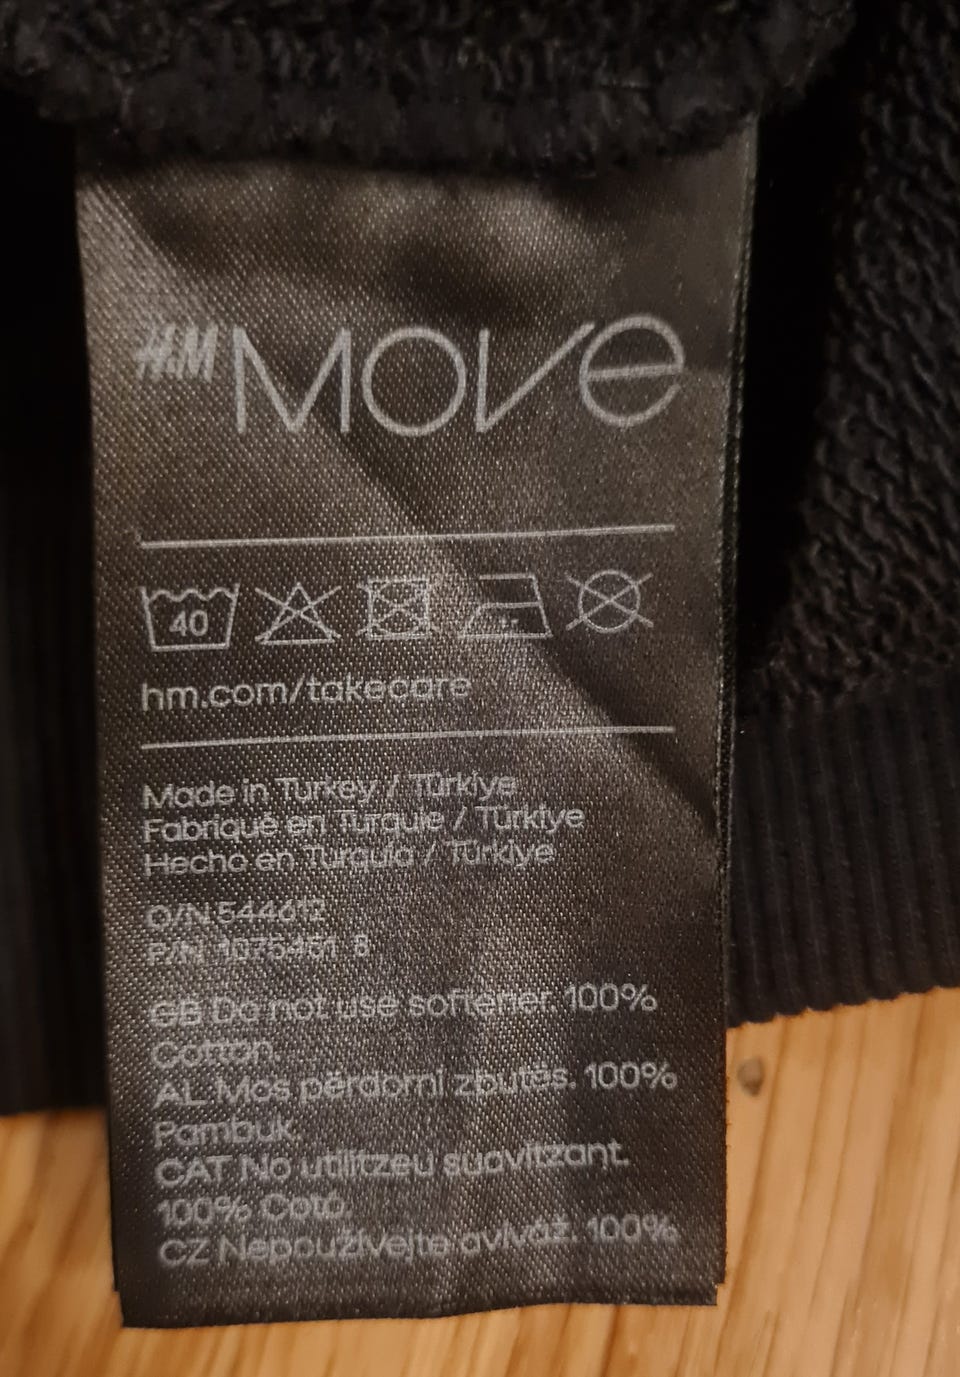 H&M MOVE
40
hm.com/takecare
Made in Turkey / Türkiye
Fabriqué en Turquie / Türkiye
Hecho en Turquía / Türkiye
O/N 544612
P/N 1075451 8
GB Do not use softener. 100%
Cotton.
AL Mos përdorni zbutës. 100%
Pambuk.
CAT No utilitzeu suavitzant.
100% Cotó.
CZ Nepoužívejte aviváž. 100%